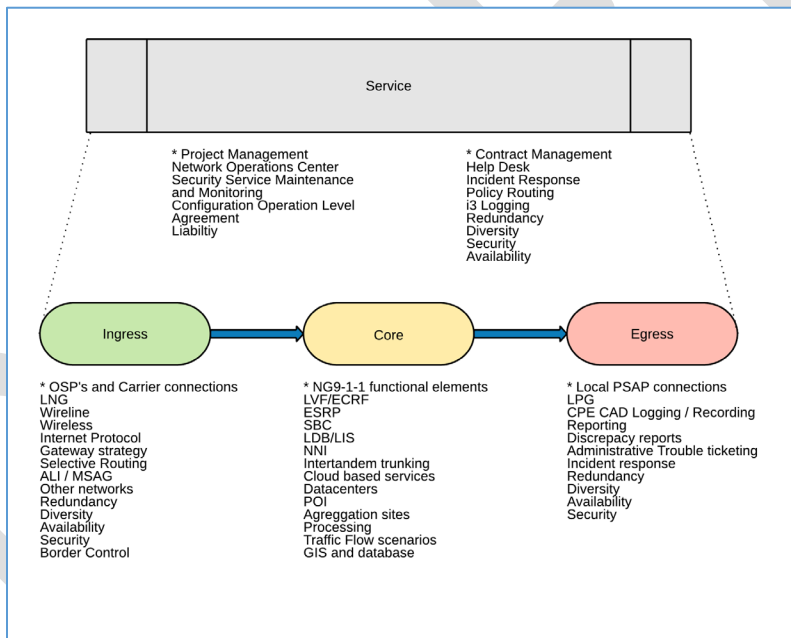 Service
* Project Management
Network Operations Center
Security Service Maintenance
and Monitoring
Configuration Operation Level
Agreement
Liabiltiy
* Contract Management
Help Desk
Incident Response
Policy Routing
i3 Logging
Redundancy
Diversity
Security
Availability
Ingress
Core
Egress
* OSP's and Carrier connections
LNG
Wireline
Wireless
Internet Protocol
Gateway strategy
Selective Routing
ALI / MSAG
Other networks
Redundancy
Diversity
Availability
Security
Border Control
* NG9-1-1 functional elements
LVF/ECRF
ESRP
SBC
LDB/LIS
NNI
Intertandem trunking
Cloud based services
Datacenters
POI
Agreggation sites
Processing
Traffic Flow scenarios
GIS and database
* Local PSAP connections
LPG
CPE CAD Logging / Recording
Reporting
Discrepacy reports
Administrative Trouble ticketing
Incident response
Redundancy
Diversity
Availability
Security